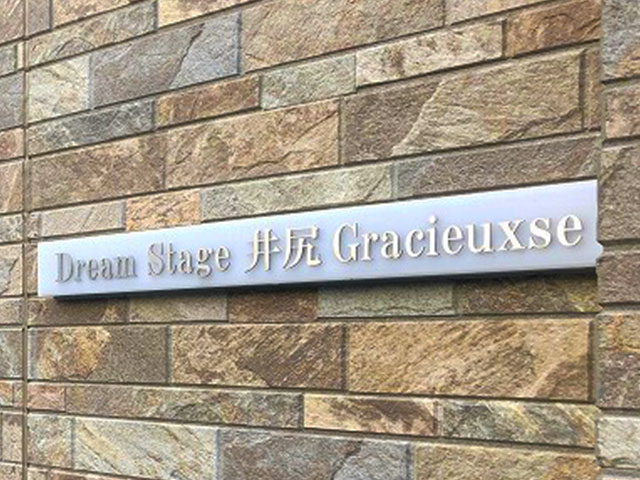 Dream Stage 井尻 Gracieuxse